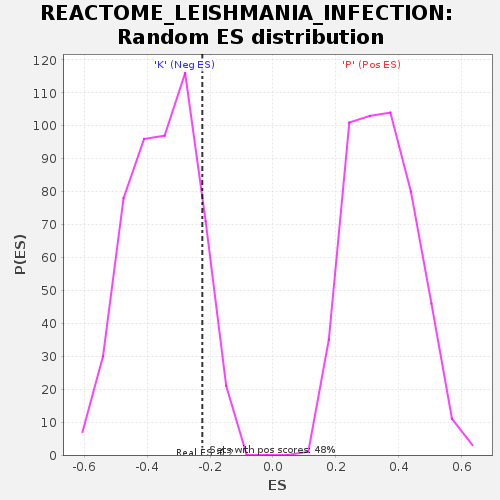 REACTOME_LEISHMANIA_INFECTION:
Random ES distribution
'K' (Neg ES)
'P' (Pos ES)
120
110
100
90
80
70
60
50
40
30
20
10
0
P(ES)
Real ES
Sets with pos scores: 48%
-0.6
-0.4
-0.2
0.0
0.2
0.4
0.6
ES